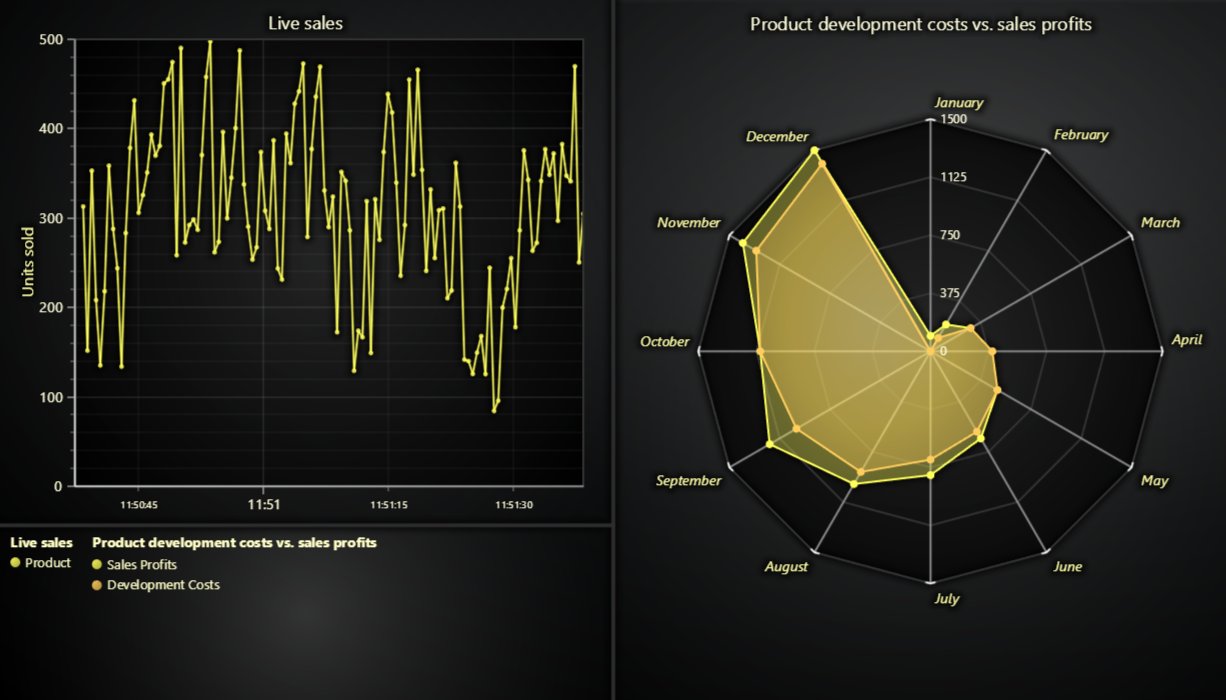 Live sales
500
400
300
200
100
0
Units sold
11:50:45
11:51
11:51:15
11:51:30
Live sales
Product
Product development costs vs. sales profits
Sales Profits
Development Costs
Product development costs vs. sales profits
January
February
March
April
May
June
July
August
September
October
November
December
1500
1125
750
375
0